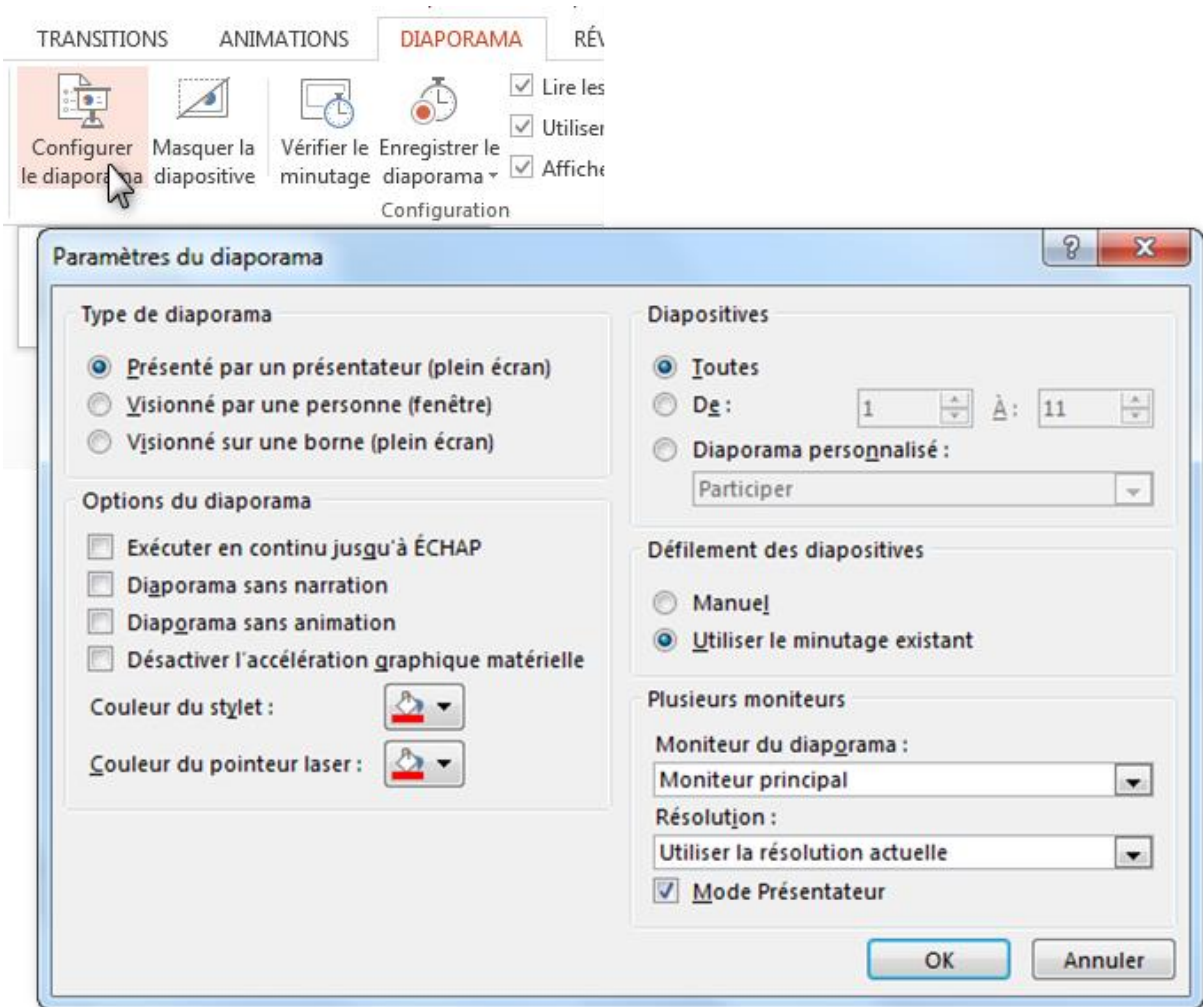 TRANSITIONS ANIMATIONS DIAPORAMA RÉV
Configurer le diaporama
Masquer la diapositive
Vérifier le minutage
Enregistrer le diaporama
Lire les
Utiliser
Affiche
Configuration
Paramètres du diaporama
Type de diaporama
Présenté par un présentateur (plein écran)
Visionné par une personne (fenêtre)
Visionné sur une borne (plein écran)
Options du diaporama
Exécuter en continu jusqu'à ÉCHAP
Diaporama sans narration
Diaporama sans animation
Désactiver l'accélération graphique matérielle
Couleur du stylet :
Couleur du pointeur laser :
Diapositives
Toutes
De : 1 À : 11
Diaporama personnalisé :
Participer
Défilement des diapositives
Manuel
Utiliser le minutage existant
Plusieurs moniteurs
Moniteur du diaporama :
Moniteur principal
Résolution :
Utiliser la résolution actuelle
Mode Présentateur
OK Annuler